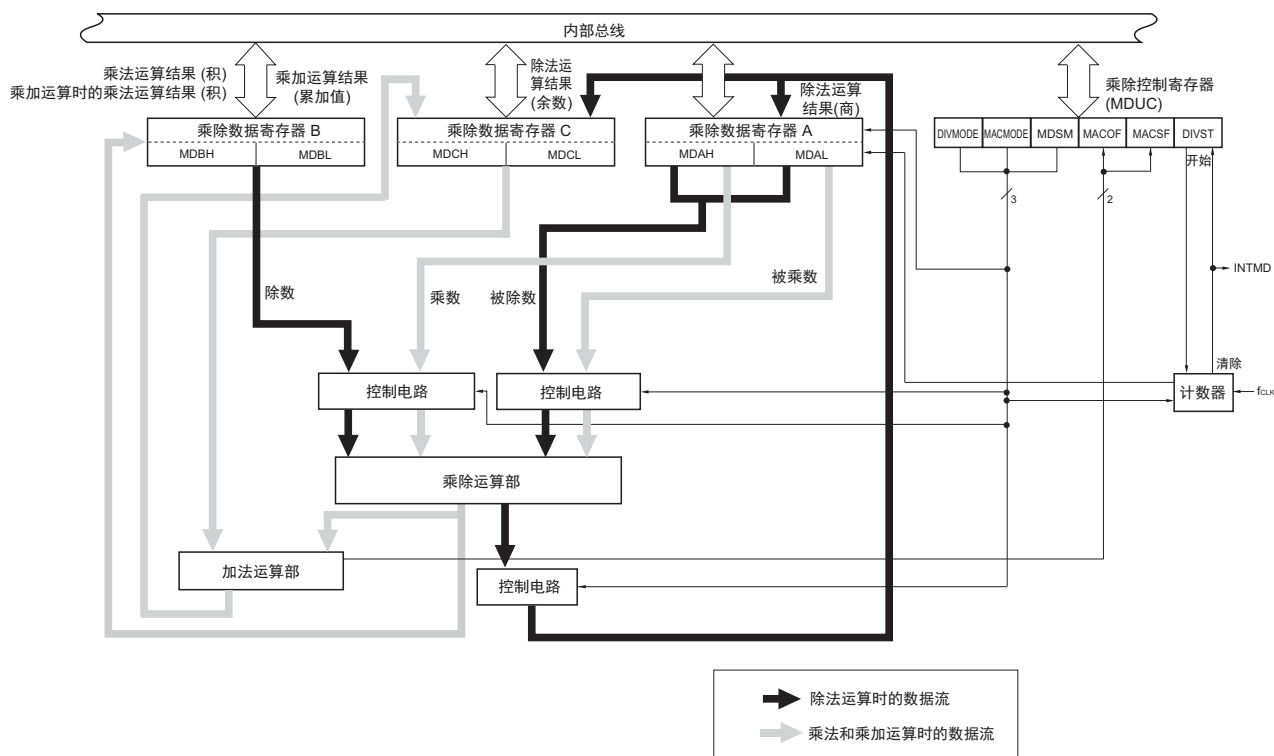 内部总线
乘法运算结果 (积)
乘加运算时的乘法运算结果 (积)
乘加运算结果
(累加值)
除法运
算结果
(余数)
除法运算
结果(商)
乘除控制寄存器
(MDUC)
乘除数据寄存器 B
MDBH
MDBL
乘除数据寄存器 C
MDCH
MDCL
乘除数据寄存器 A
MDAH
MDAL
DIVMODE
MACMODE
MDSM
MACOF
MACSF
DIVST
开始
3
2
INTMD
除数
乘数
被除数
被乘数
清除
控制电路
控制电路
计数器
fCLK
乘除运算部
加法运算部
控制电路
除法运算时的数据流
乘法和乘加运算时的数据流